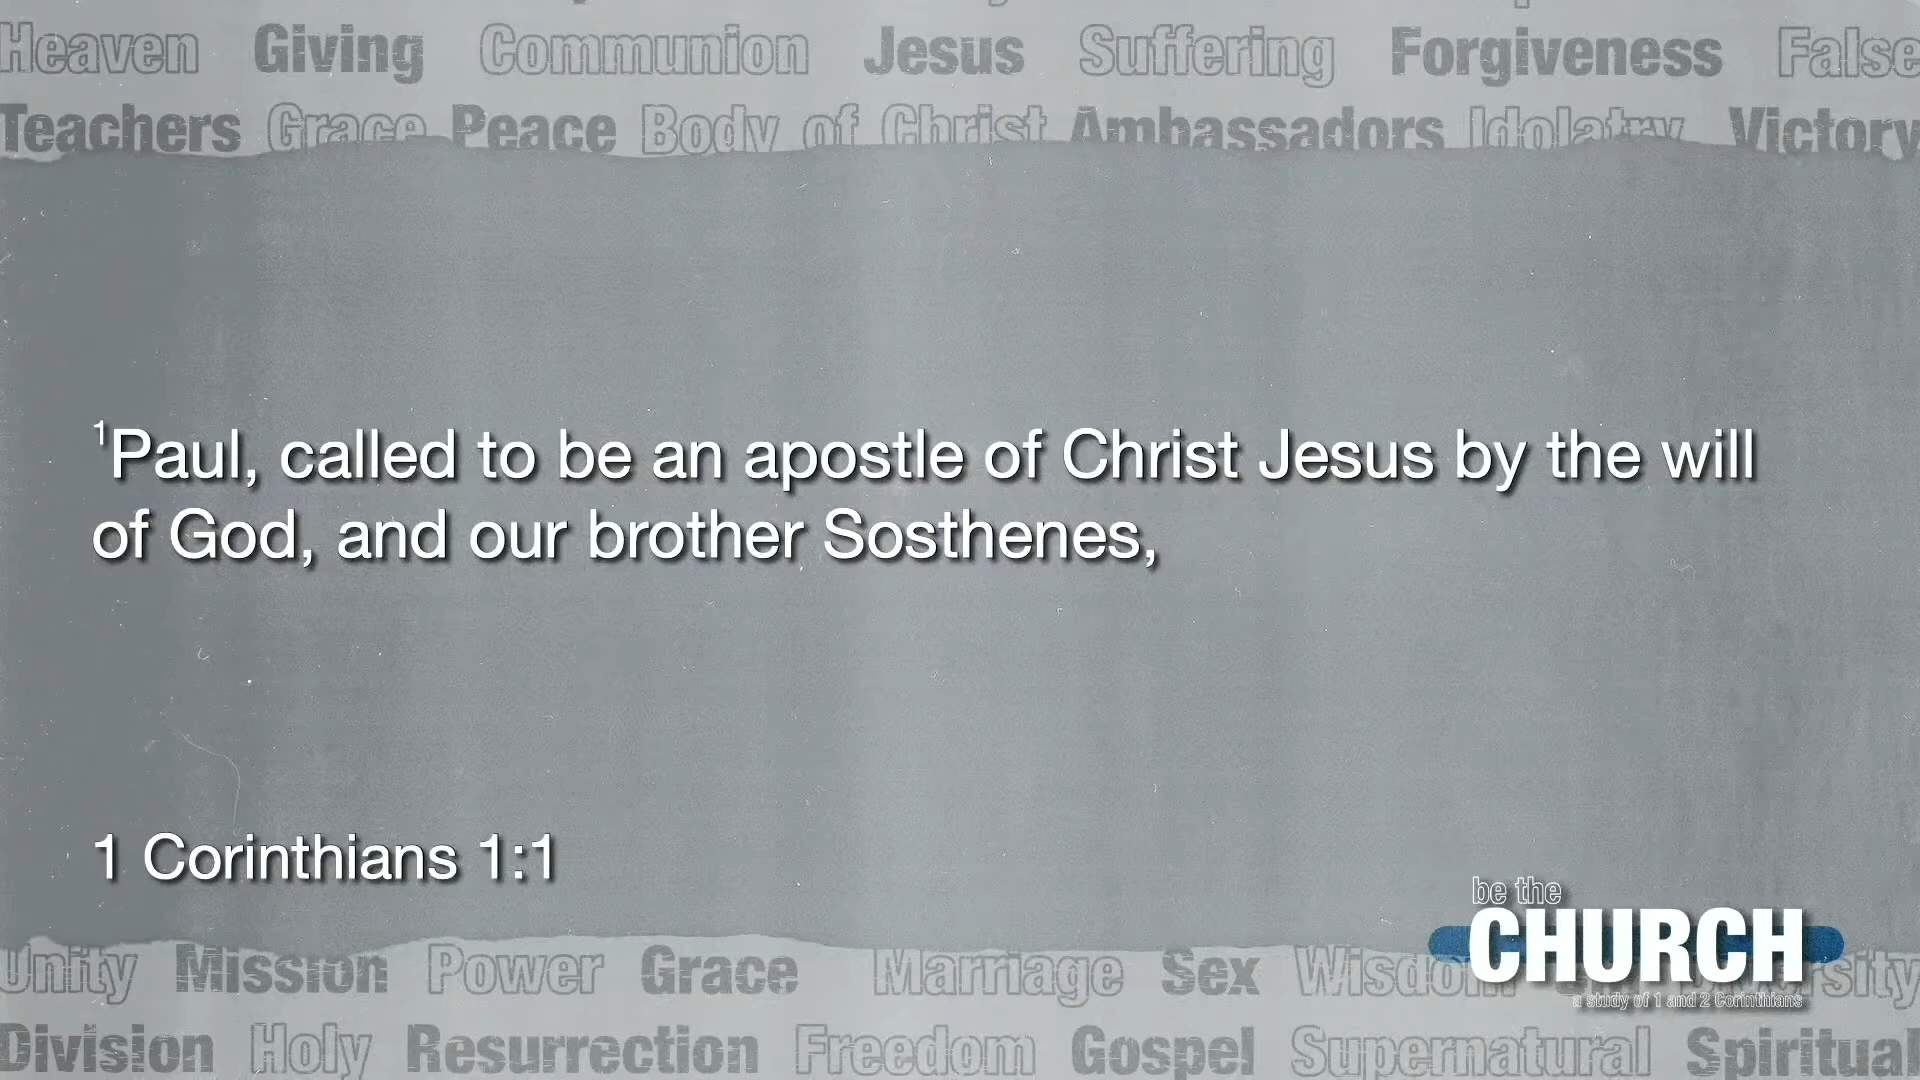 Heaven Giving Communion Jesus Suffering Forgiveness False
Teachers Grace Peace Body of Christ Ambassadors Idolatry Victory
¹Paul, called to be an apostle of Christ Jesus by the will
of God, and our brother Sosthenes,
1 Corinthians 1:1
be the
CHURCH
a study of 1 and 2 Corinthians
Unity Mission Power Grace Marriage Sex
Division Holy Resurrection Freedom Gospel Supernatural Spiritual